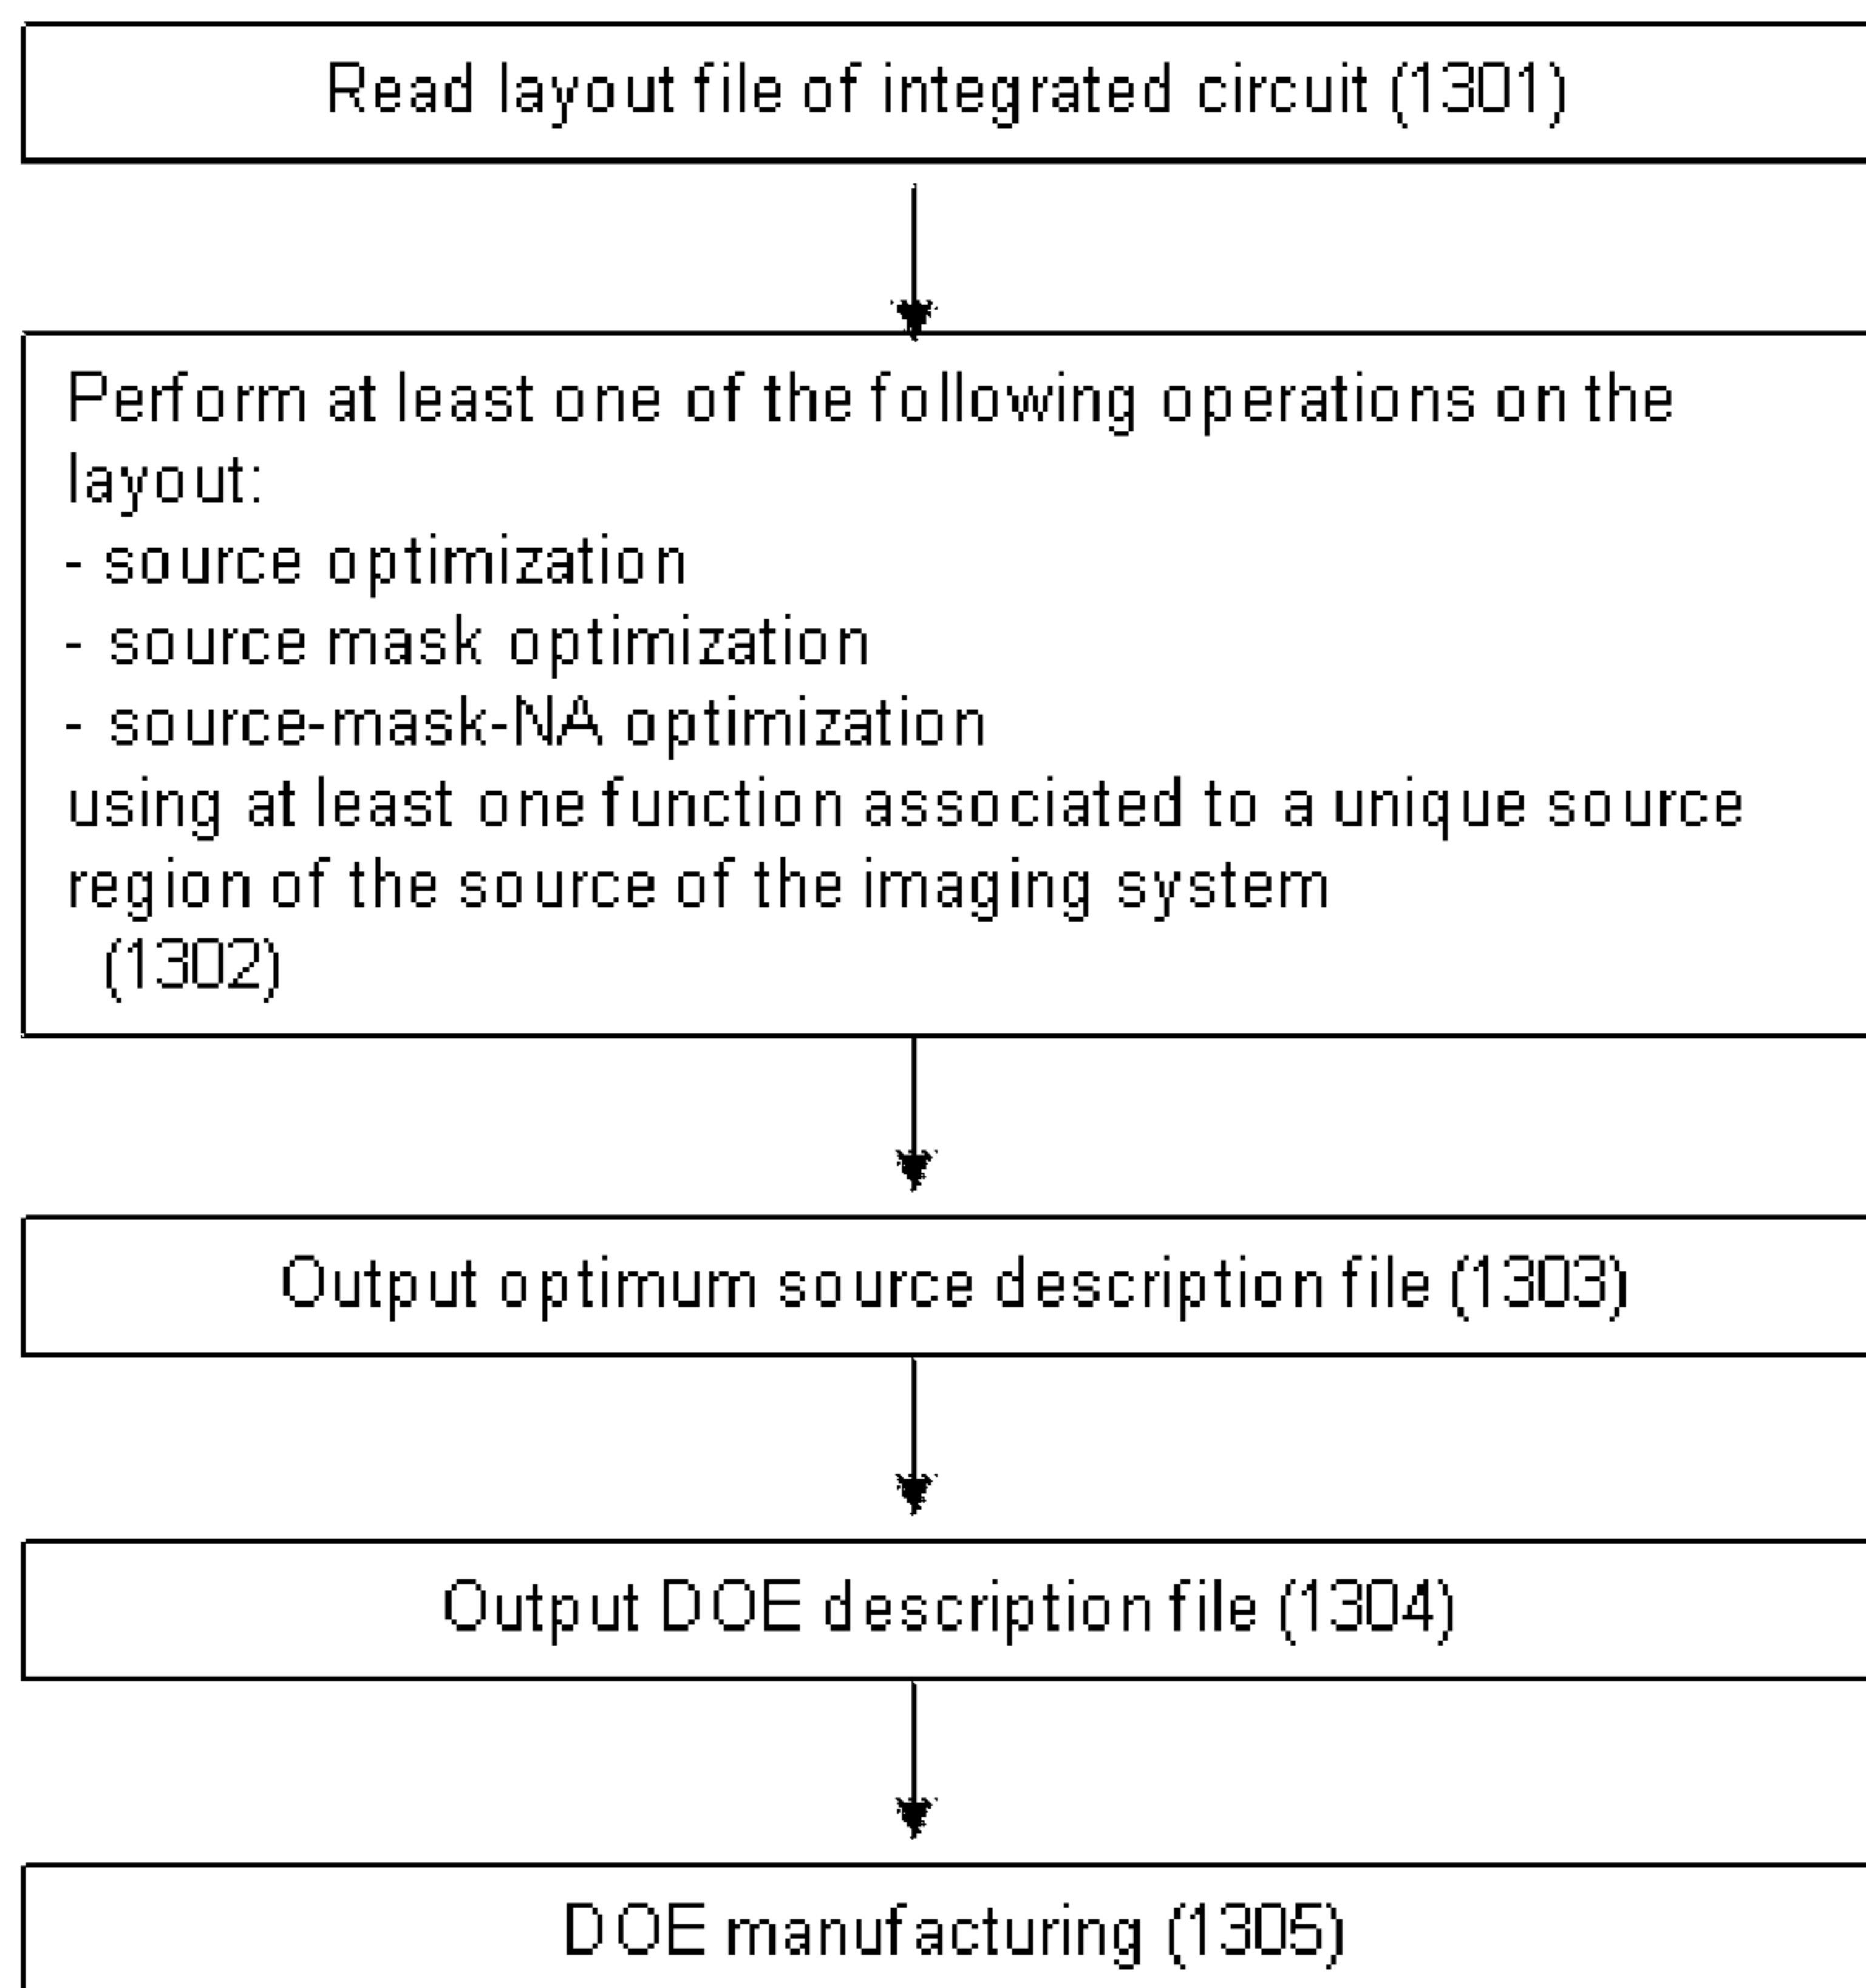 Read layout file of integrated circuit (1301)
Perform at least one of the following operations on the
layout:
- source optimization
- source mask optimization
- source-mask-NA optimization
using at least one function associated to a unique source
region of the source of the imaging system
(1302)
Output optimum source description file (1303)
Output DOE description file (1304)
DOE manufacturing (1305)